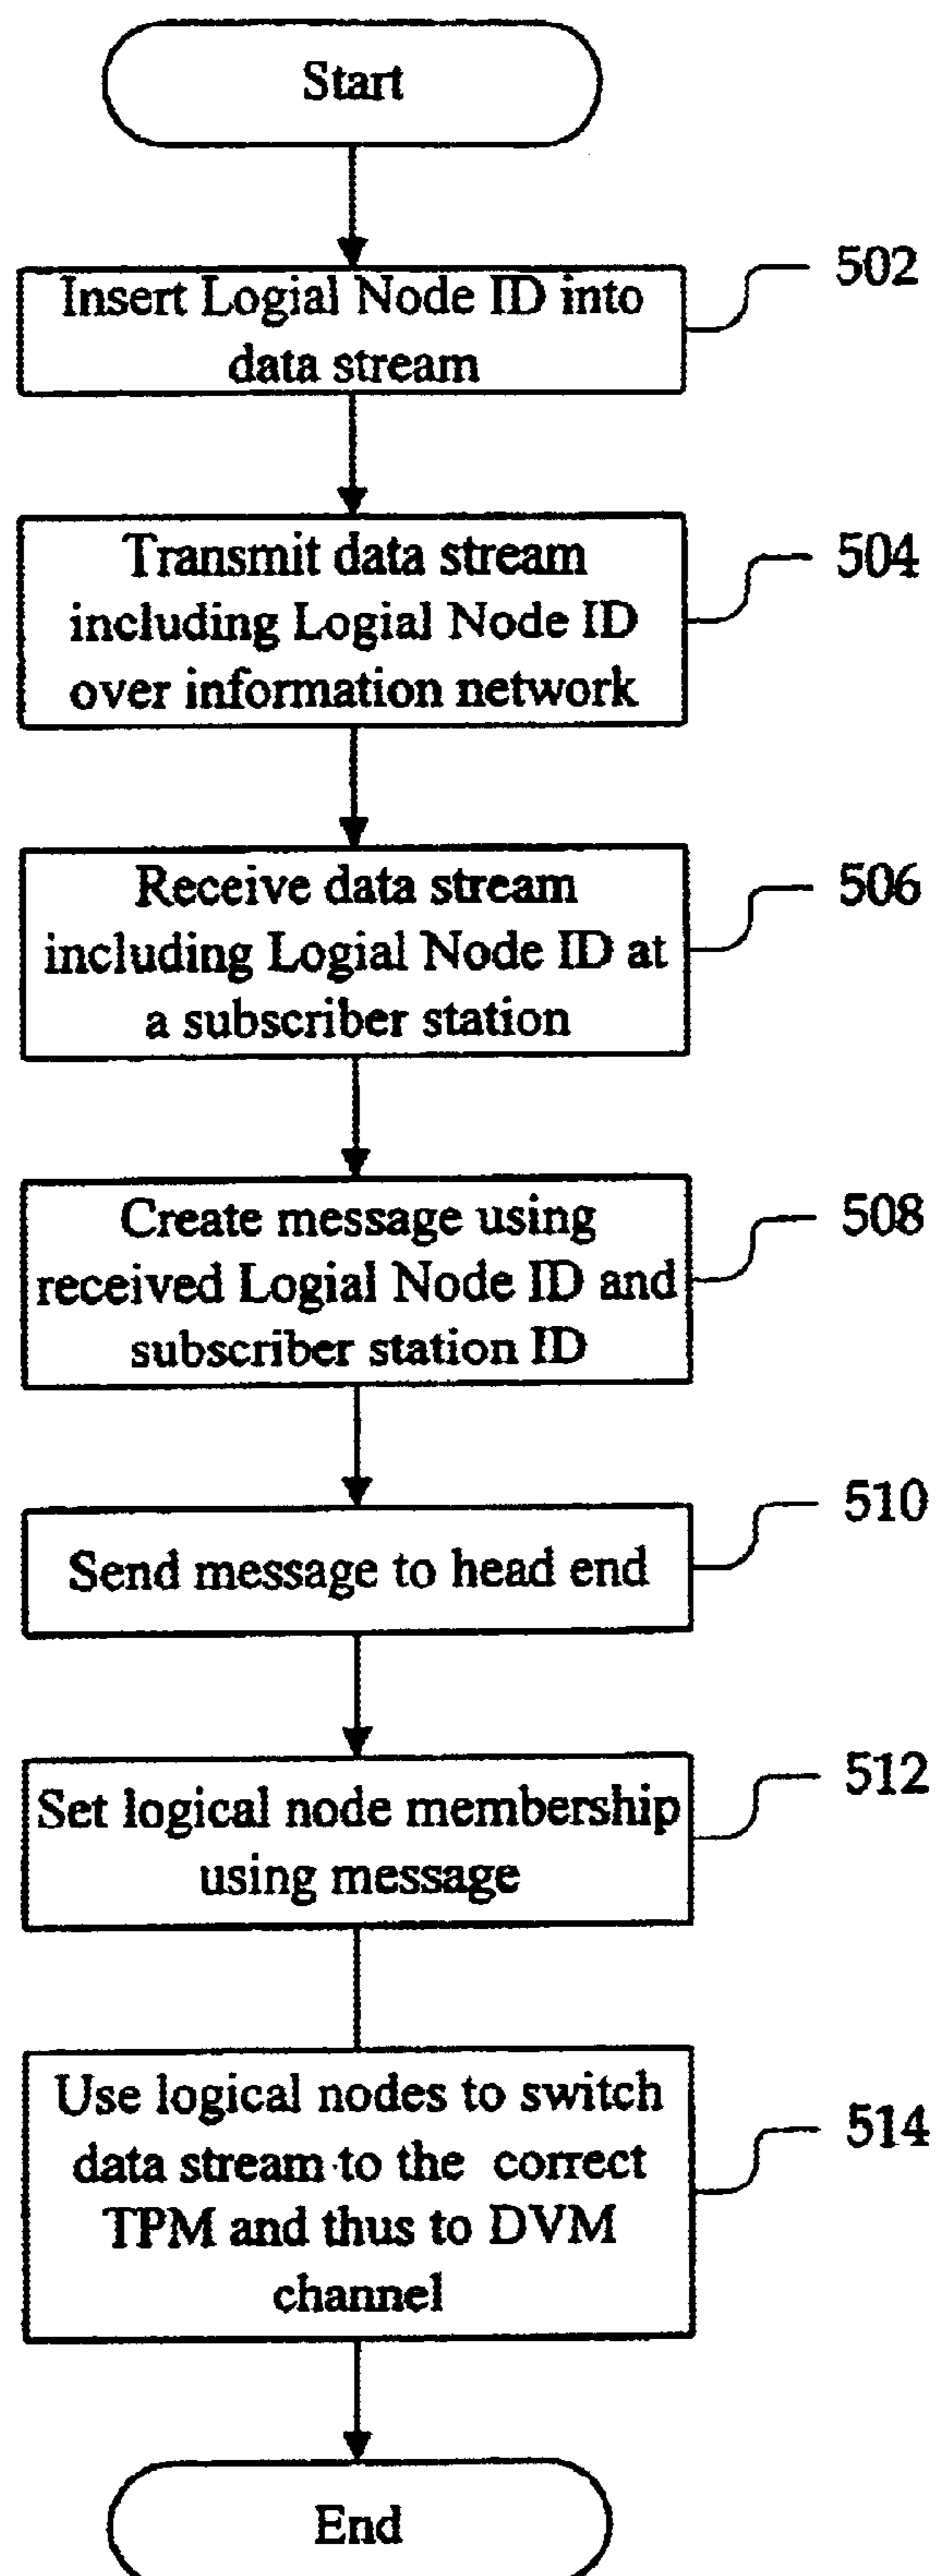 Start
502
Insert Logial Node ID into
data stream
504
Transmit data stream
including Logial Node ID
over information network
506
Receive data stream
including Logial Node ID at
a subscriber station
508
Create message using
received Logial Node ID and
subscriber station ID
510
Send message to head end
512
Set logical node membership
using message
514
Use logical nodes to switch
data stream to the correct
TPM and thus to DVM
channel
End